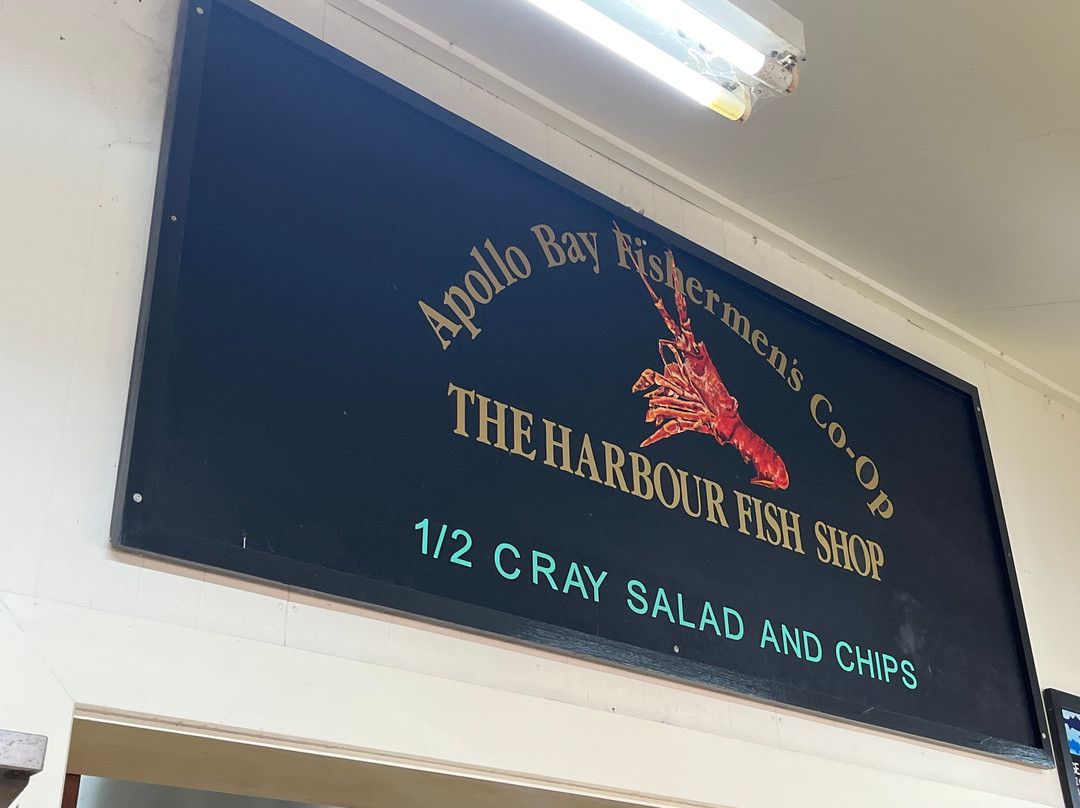 Apollo Bay Fishermen's Co-Op
THE HARBOUR FISH SHOP
1/2 CRAY SALAD AND CHIPS